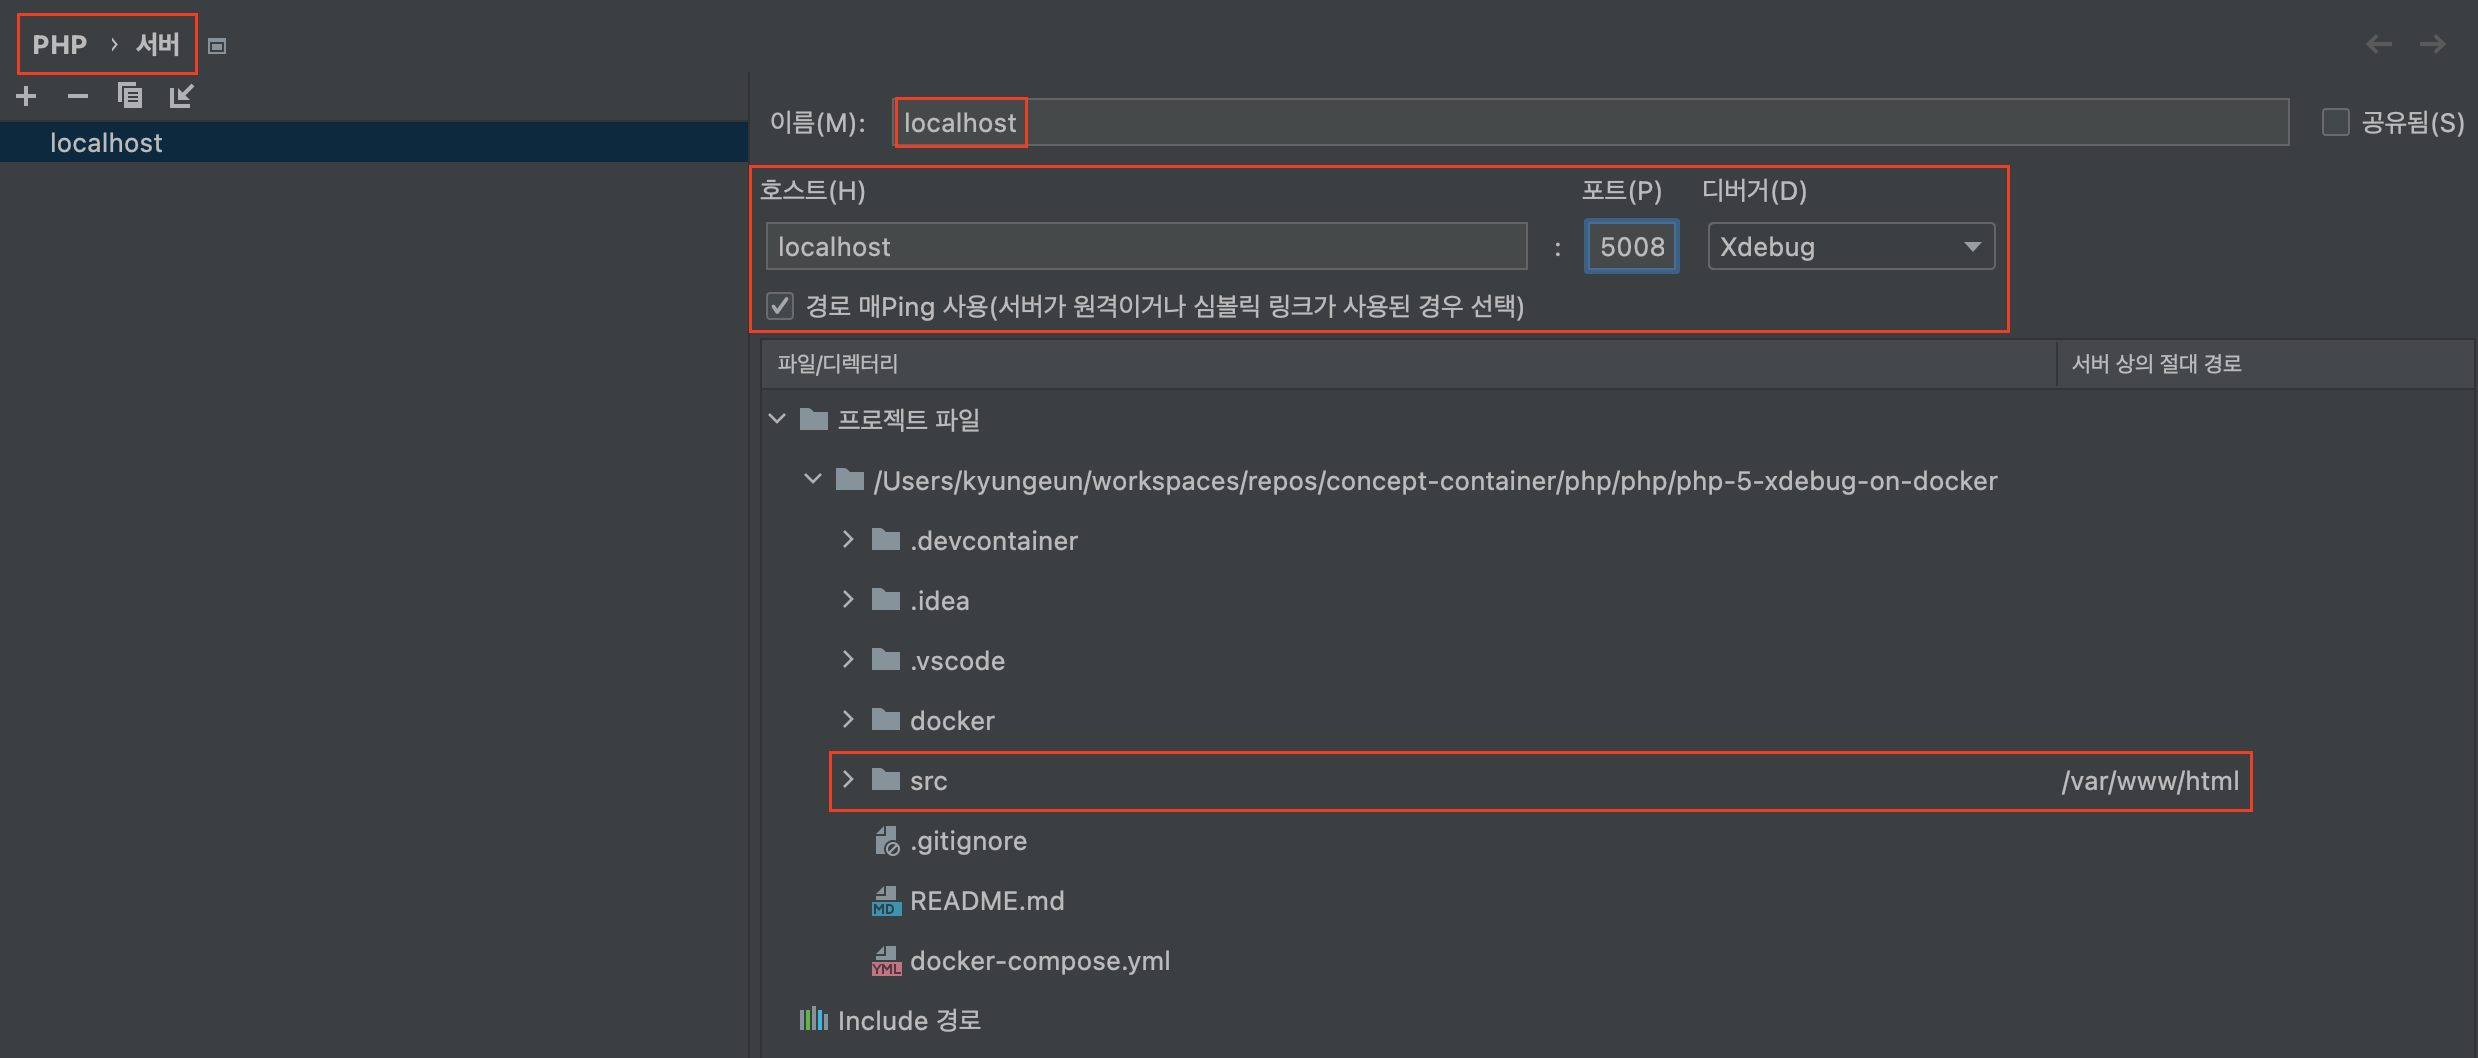 PHP › 서버
localhost
이름(M): localhost 공유됨(S)
호스트(H) 포트(P) 디버거(D)
localhost : 5008 Xdebug
경로 매Ping 사용(서버가 원격이거나 심볼릭 링크가 사용된 경우 선택)
파일/디렉터리 서버 상의 절대 경로
프로젝트 파일
/Users/kyungeun/workspaces/repos/concept-container/php/php/php-5-xdebug-on-docker
.devcontainer
.idea
.vscode
docker
src /var/www/html
.gitignore
MD README.md
YML docker-compose.yml
Include 경로